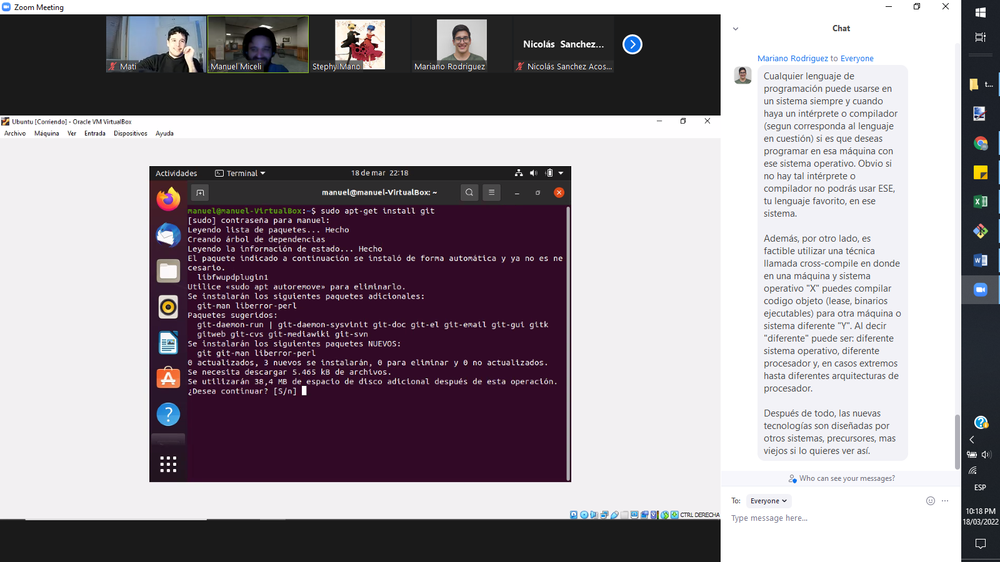 Zoom Meeting
Mati
Manuel Miceli
Stephy Mano
Mariano Rodriguez
Nicolás Sanchez...
Nicolás Sanchez Acos...
Ubuntu [Corriendo] - Oracle VM VirtualBox
Archivo Máquina Ver Entrada Dispositivos Ayuda
Actividades Terminal 18 de mar 22:18
manuel@manuel-VirtualBox: ~
manuel@manuel-VirtualBox:~$ sudo apt-get install git
[sudo] contraseña para manuel:
Leyendo lista de paquetes... Hecho
Creando árbol de dependencias
Leyendo la información de estado... Hecho
El paquete indicado a continuación se instaló de forma automática y ya no es ne
cesario.
libfwupdplugin1
Utilice «sudo apt autoremove» para eliminarlo.
Se instalarán los siguientes paquetes adicionales:
git-man liberror-perl
Paquetes sugeridos:
git-daemon-run | git-daemon-sysvinit git-doc git-el git-email git-gui gitk
gitweb git-cvs git-mediawiki git-svn
Se instalarán los siguientes paquetes NUEVOS:
git git-man liberror-perl
0 actualizados, 3 nuevos se instalarán, 0 para eliminar y 0 no actualizados.
Se necesita descargar 5.465 kB de archivos.
Se utilizarán 38,4 MB de espacio de disco adicional después de esta operación.
¿Desea continuar? [S/n]
CTRL DERECHA
Chat
Mariano Rodriguez to Everyone
Cualquier lenguaje de
programación puede usarse en
un sistema siempre y cuando
haya un intérprete o compilador
(segun corresponda al lenguaje
en cuestión) si es que deseas
programar en esa máquina con
ese sistema operativo. Obvio si
no hay tal intérprete o
compilador no podrás usar ESE,
tu lenguaje favorito, en ese
sistema.
Además, por otro lado, es
factible utilizar una técnica
llamada cross-compile en donde
en una máquina y sistema
operativo "X" puedes compilar
codigo objeto (lease, binarios
ejecutables) para otra máquina o
sistema diferente "Y". Al decir
"diferente" puede ser: diferente
sistema operativo, diferente
procesador y, en casos extremos
hasta diferentes arquitecturas de
procesador.
Después de todo, las nuevas
tecnologías son diseñadas por
otros sistemas, precursores, mas
viejos si lo quieres ver así.
Who can see your messages?
To: Everyone
Type message here...
t...
ESP
10:18 PM
18/03/2022